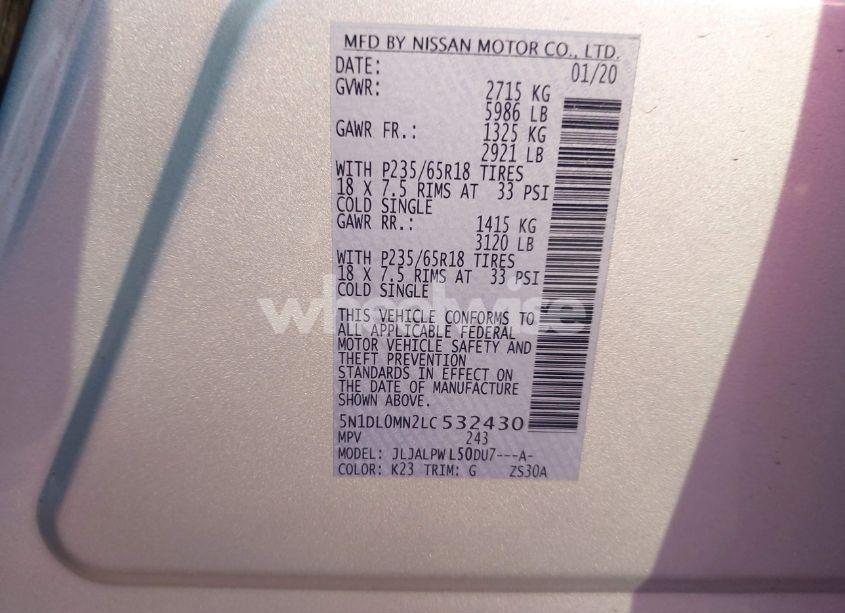 MFD BY NISSAN MOTOR CO., LTD.
DATE: 01/20
GVWR: 2715 KG
5986 LB
GAWR FR.: 1325 KG
2921 LB
WITH P235/65R18 TIRES
18 X 7.5 RIMS AT 33 PSI
COLD SINGLE
GAWR RR.: 1415 KG
3120 LB
WITH P235/65R18 TIRES
18 X 7.5 RIMS AT 33 PSI
COLD SINGLE
wheelwise
THIS VEHICLE CONFORMS TO
ALL APPLICABLE FEDERAL
MOTOR VEHICLE SAFETY AND
THEFT PREVENTION
STANDARDS IN EFFECT ON
THE DATE OF MANUFACTURE
SHOWN ABOVE.
5N1DL0MN2LC532430
MPV 243
MODEL: JLJALPWL50DU7---A-
COLOR: K23 TRIM: G ZS30A